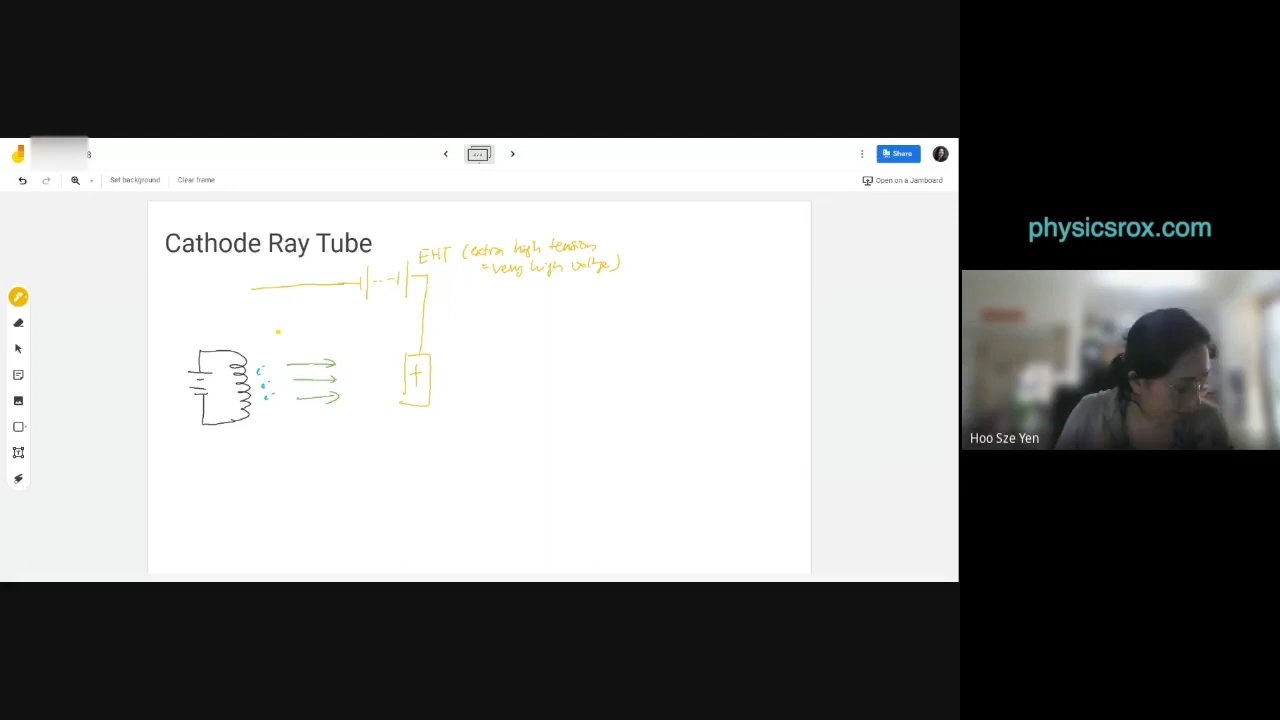 8
Share
Set background
Clear frame
Open on a Jamboard
Cathode Ray Tube
EHT (extra high tension
= very high voltage)
e-
e-
e-
+
physicsrox.com
Hoo Sze Yen